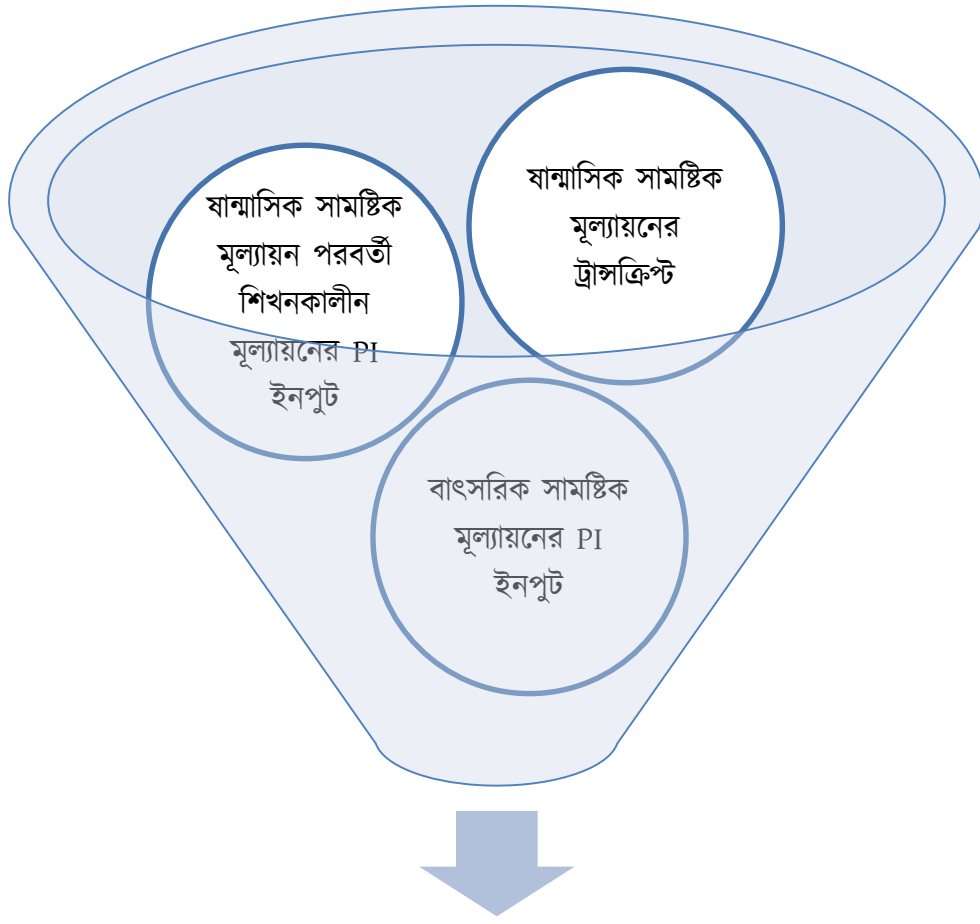 ষান্মাসিক সামষ্টিক
মূল্যায়ন পরবর্তী
শিখনকালীন
মূল্যায়নের PI
ইনপুট
ষান্মাসিক সামষ্টিক
মূল্যায়নের
ট্রান্সক্রিপ্ট
বাৎসরিক সামষ্টিক
মূল্যায়নের PI
ইনপুট